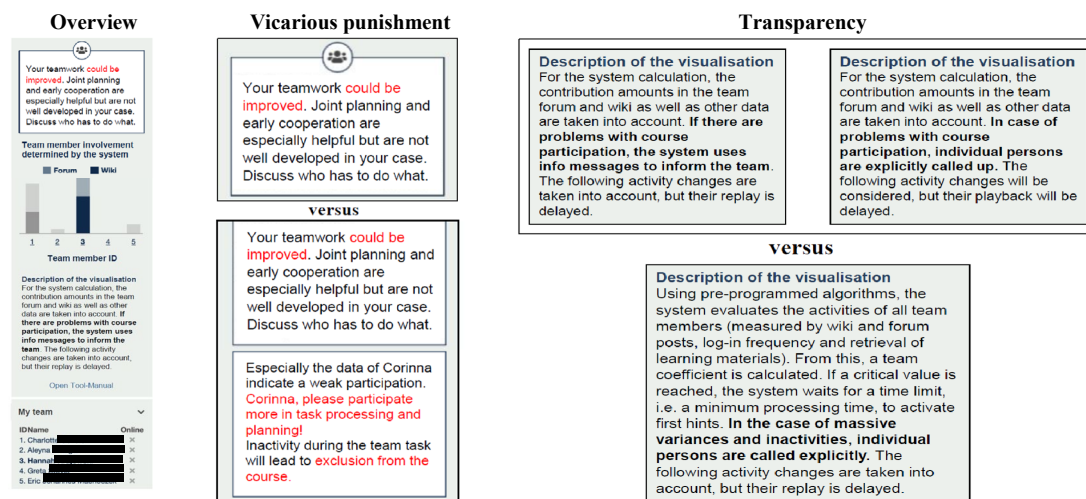 Overview
Your teamwork could be
improved. Joint planning
and early cooperation are
especially helpful but are not
well developed in your case.
Discuss who has to do what.
Team member involvement
determined by the system
Forum Wiki
1 2 3 4 5
Team member ID
Description of the visualisation
For the system calculation, the
contribution amounts in the team
forum and wiki as well as other
data are taken into account. If
there are problems with course
participation, the system uses
info messages to inform the
team. The following activity
changes are taken into account,
but their replay is delayed.
Open Tool-Manual
My team
IDName Online
1. Charlotte
2. Aleyna
3. Hannah
4. Greta
5. Eric
Vicarious punishment
Your teamwork could be
improved. Joint planning and
early cooperation are
especially helpful but are not
well developed in your case.
Discuss who has to do what.
versus
Your teamwork could be
improved. Joint planning and
early cooperation are
especially helpful but are not
well developed in your case.
Discuss who has to do what.
Especially the data of Corinna
indicate a weak participation.
Corinna, please participate
more in task processing and
planning!
Inactivity during the team task
will lead to exclusion from the
course.
Transparency
Description of the visualisation
For the system calculation, the
contribution amounts in the team
forum and wiki as well as other data
are taken into account. If there are
problems with course
participation, the system uses
info messages to inform the team.
The following activity changes are
taken into account, but their replay is
delayed.
Description of the visualisation
For the system calculation, the
contribution amounts in the team
forum and wiki as well as other data
are taken into account. In case of
problems with course
participation, individual persons
are explicitly called up. The
following activity changes will be
considered, but their playback will be
delayed.
versus
Description of the visualisation
Using pre-programmed algorithms, the
system evaluates the activities of all team
members (measured by wiki and forum
posts, log-in frequency and retrieval of
learning materials). From this, a team
coefficient is calculated. If a critical value is
reached, the system waits for a time limit,
i.e. a minimum processing time, to activate
first hints. In the case of massive
variances and inactivities, individual
persons are called explicitly. The
following activity changes are taken into
account, but their replay is delayed.